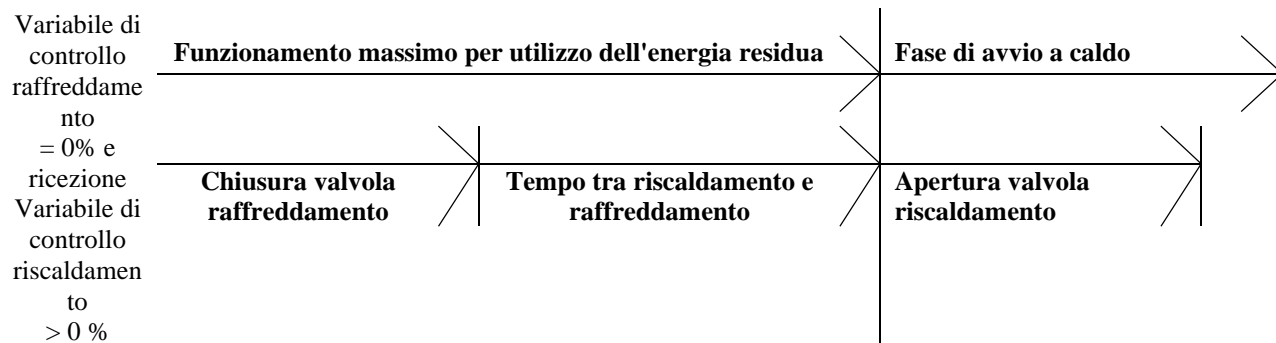 Variabile di
controllo
raffreddame
nto
= 0% e
ricezione
Variabile di
controllo
riscaldamen
to
> 0 %
Funzionamento massimo per utilizzo dell'energia residua
Fase di avvio a caldo
Chiusura valvola
raffreddamento
Tempo tra riscaldamento e
raffreddamento
Apertura valvola
riscaldamento